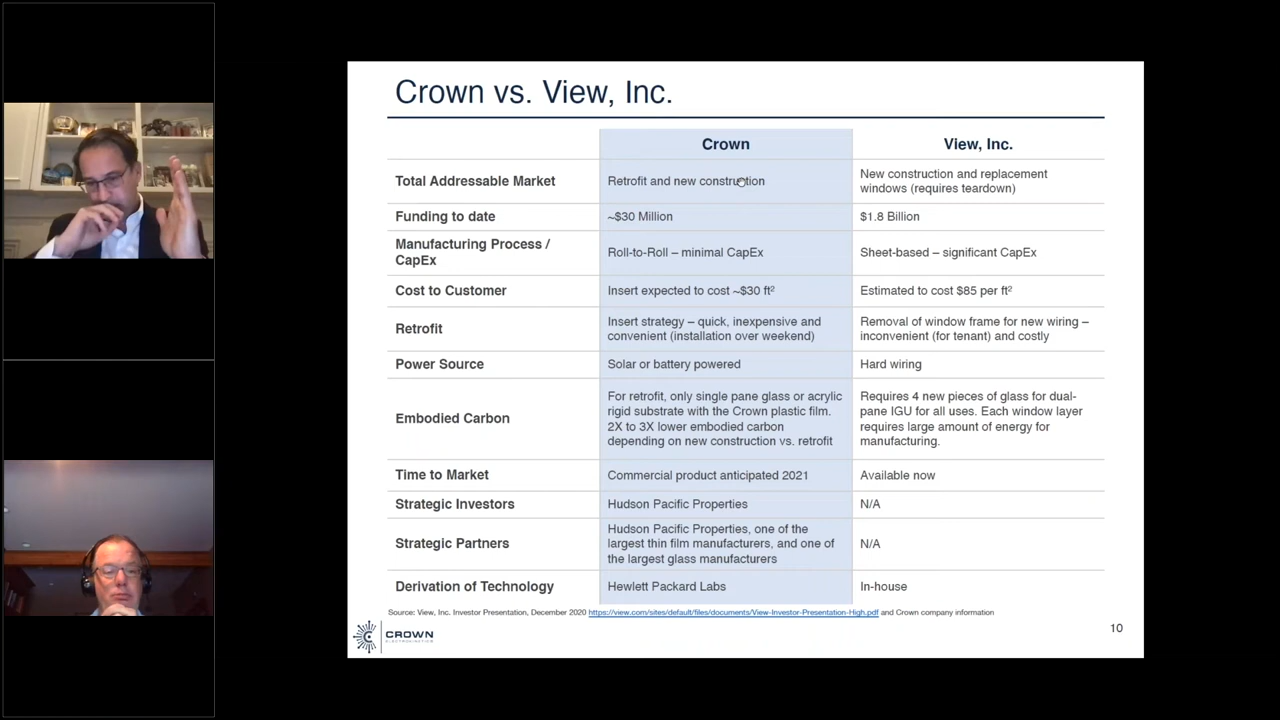 Crown vs. View, Inc.
Crown
View, Inc.
Total Addressable Market
Retrofit and new construction
New construction and replacement
windows (requires teardown)
Funding to date
~$30 Million
$1.8 Billion
Manufacturing Process /
CapEx
Roll-to-Roll – minimal CapEx
Sheet-based – significant CapEx
Cost to Customer
Insert expected to cost ~$30 ft²
Estimated to cost $85 per ft²
Retrofit
Insert strategy – quick, inexpensive and
convenient (installation over weekend)
Removal of window frame for new wiring –
inconvenient (for tenant) and costly
Power Source
Solar or battery powered
Hard wiring
Embodied Carbon
For retrofit, only single pane glass or acrylic
rigid substrate with the Crown plastic film.
2X to 3X lower embodied carbon
depending on new construction vs. retrofit
Requires 4 new pieces of glass for dual-
pane IGU for all uses. Each window layer
requires large amount of energy for
manufacturing.
Time to Market
Commercial product anticipated 2021
Available now
Strategic Investors
Hudson Pacific Properties
N/A
Strategic Partners
Hudson Pacific Properties, one of the
largest thin film manufacturers, and one of
the largest glass manufacturers
N/A
Derivation of Technology
Hewlett Packard Labs
In-house
Source: View, Inc. Investor Presentation, December 2020 https://view.com/sites/default/files/documents/View-Investor-Presentation-High.pdf and Crown company information
CROWN
ELECTROKINETICS
10